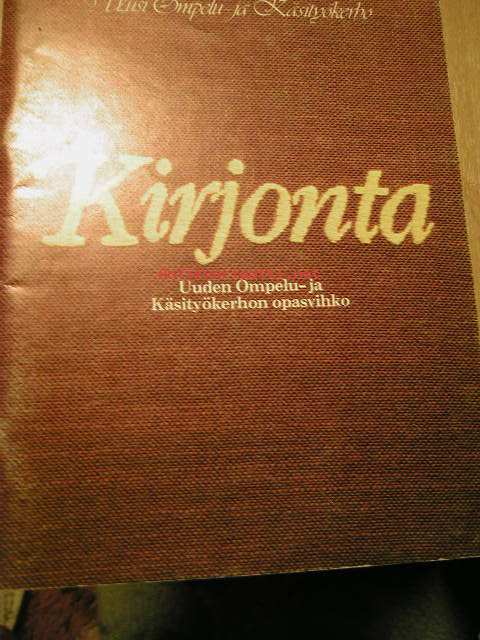 Uusi Ompelu- ja Käsityökerho
Kirjonta
Uuden Ompelu- ja
Käsityökerhon opasvihko